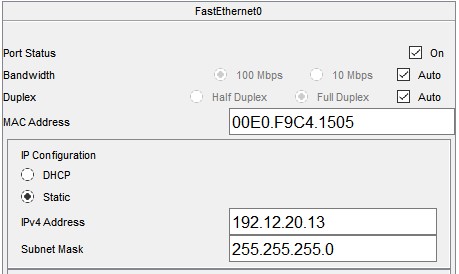 FastEthernet0
Port Status On
Bandwidth 100 Mbps 10 Mbps Auto
Duplex Half Duplex Full Duplex Auto
MAC Address 00E0.F9C4.1505
IP Configuration
DHCP
Static
IPv4 Address 192.12.20.13
Subnet Mask 255.255.255.0